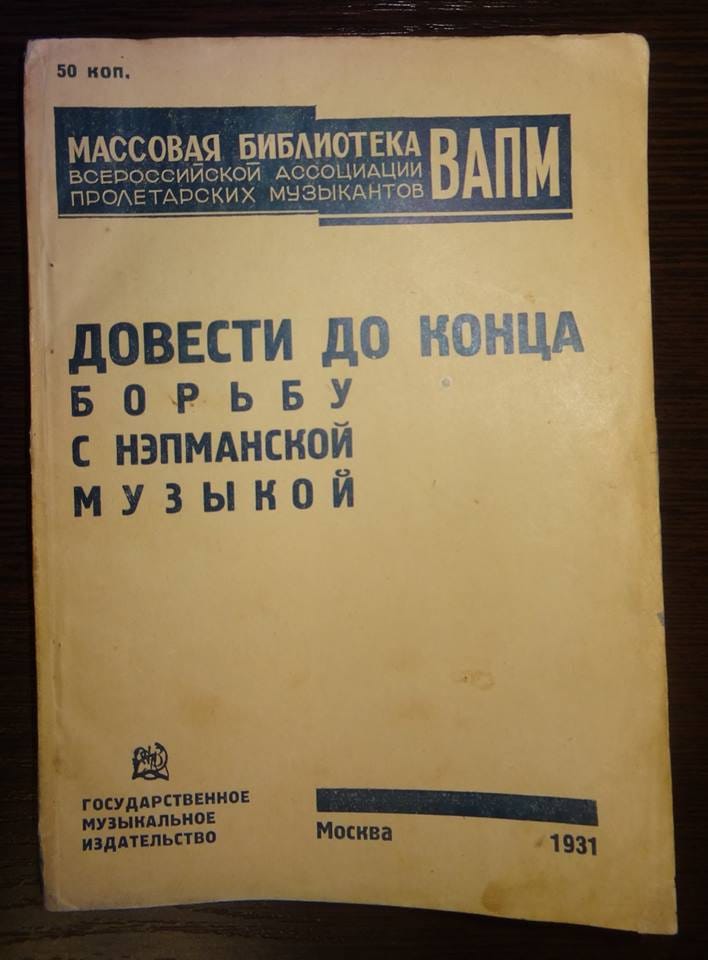 50 коп.
МАССОВАЯ БИБЛИОТЕКА
ВСЕРОССИЙСКОЙ АССОЦИАЦИИ
ПРОЛЕТАРСКИХ МУЗЫКАНТОВ
ВАПМ
ДОВЕСТИ ДО КОНЦА
БОРЬБУ
С НЭПМАНСКОЙ
МУЗЫКОЙ
ГОСУДАРСТВЕННОЕ
МУЗЫКАЛЬНОЕ
ИЗДАТЕЛЬСТВО
Москва
1931